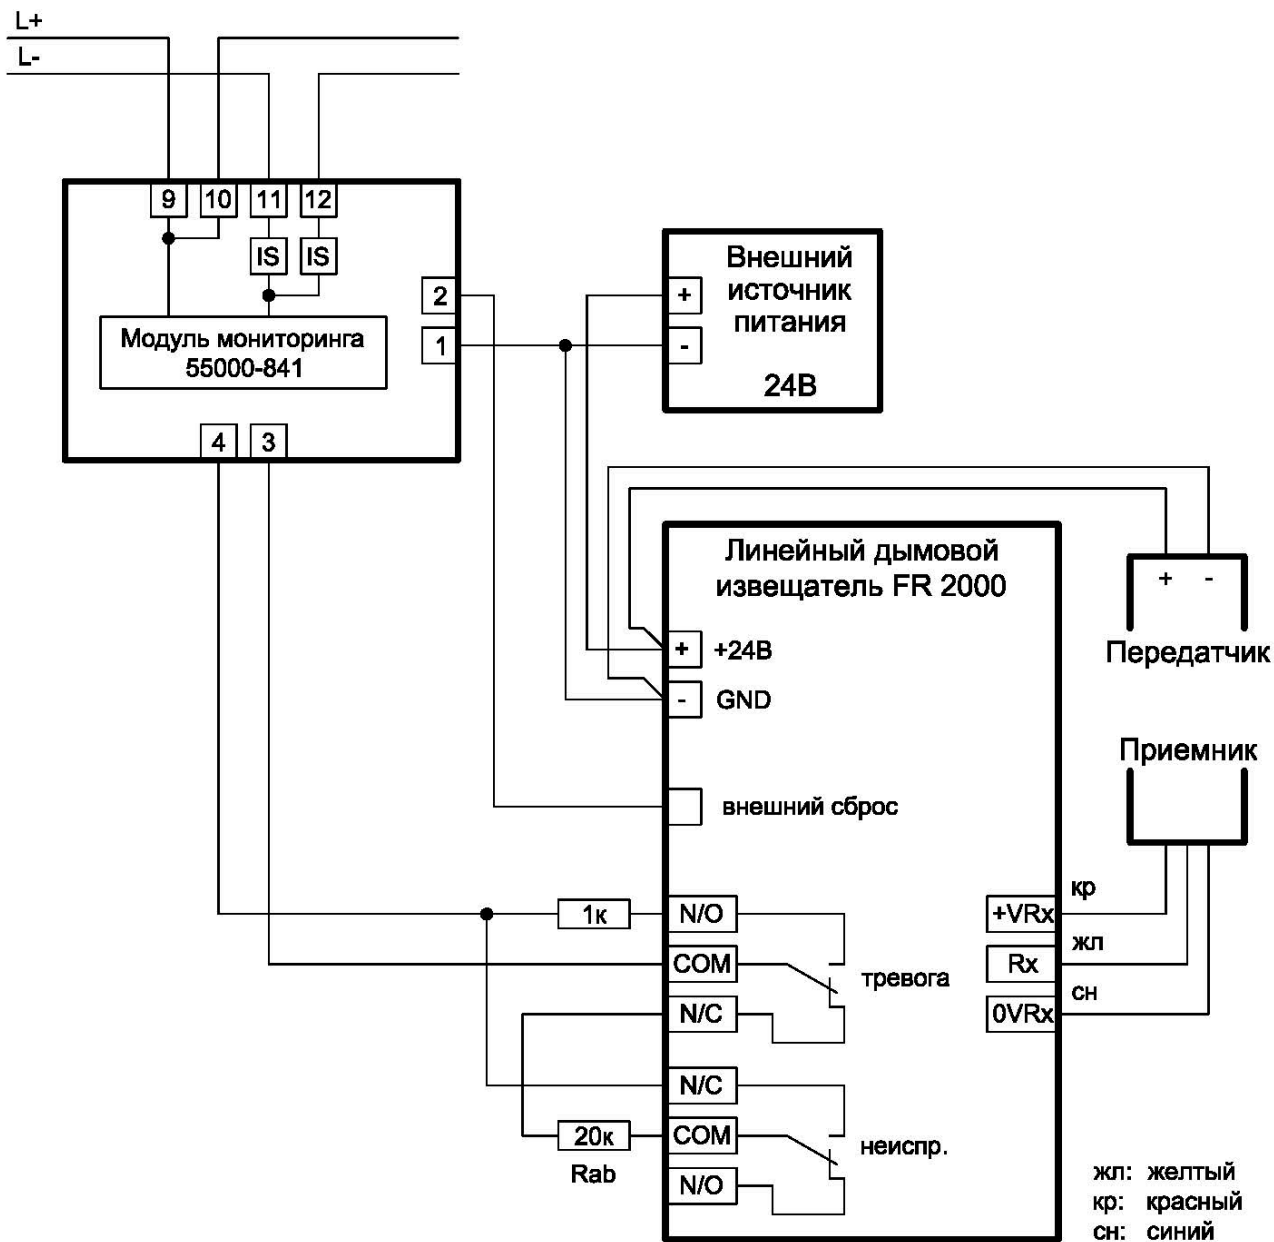 L+
L-
9 10 11 12
IS IS
2
1
Модуль мониторинга
55000-841
4 3
Внешний
источник
питания
24В
+
-
Линейный дымовой
извещатель FR 2000
+ +24В
- GND
внешний сброс
+ -
Передатчик
Приемник
1к
N/O
COM
N/C
тревога
N/C
20к
Rab
COM
N/O
неиспр.
+VRx кр
Rx жл
0VRx сн
жл: желтый
кр: красный
сн: синий